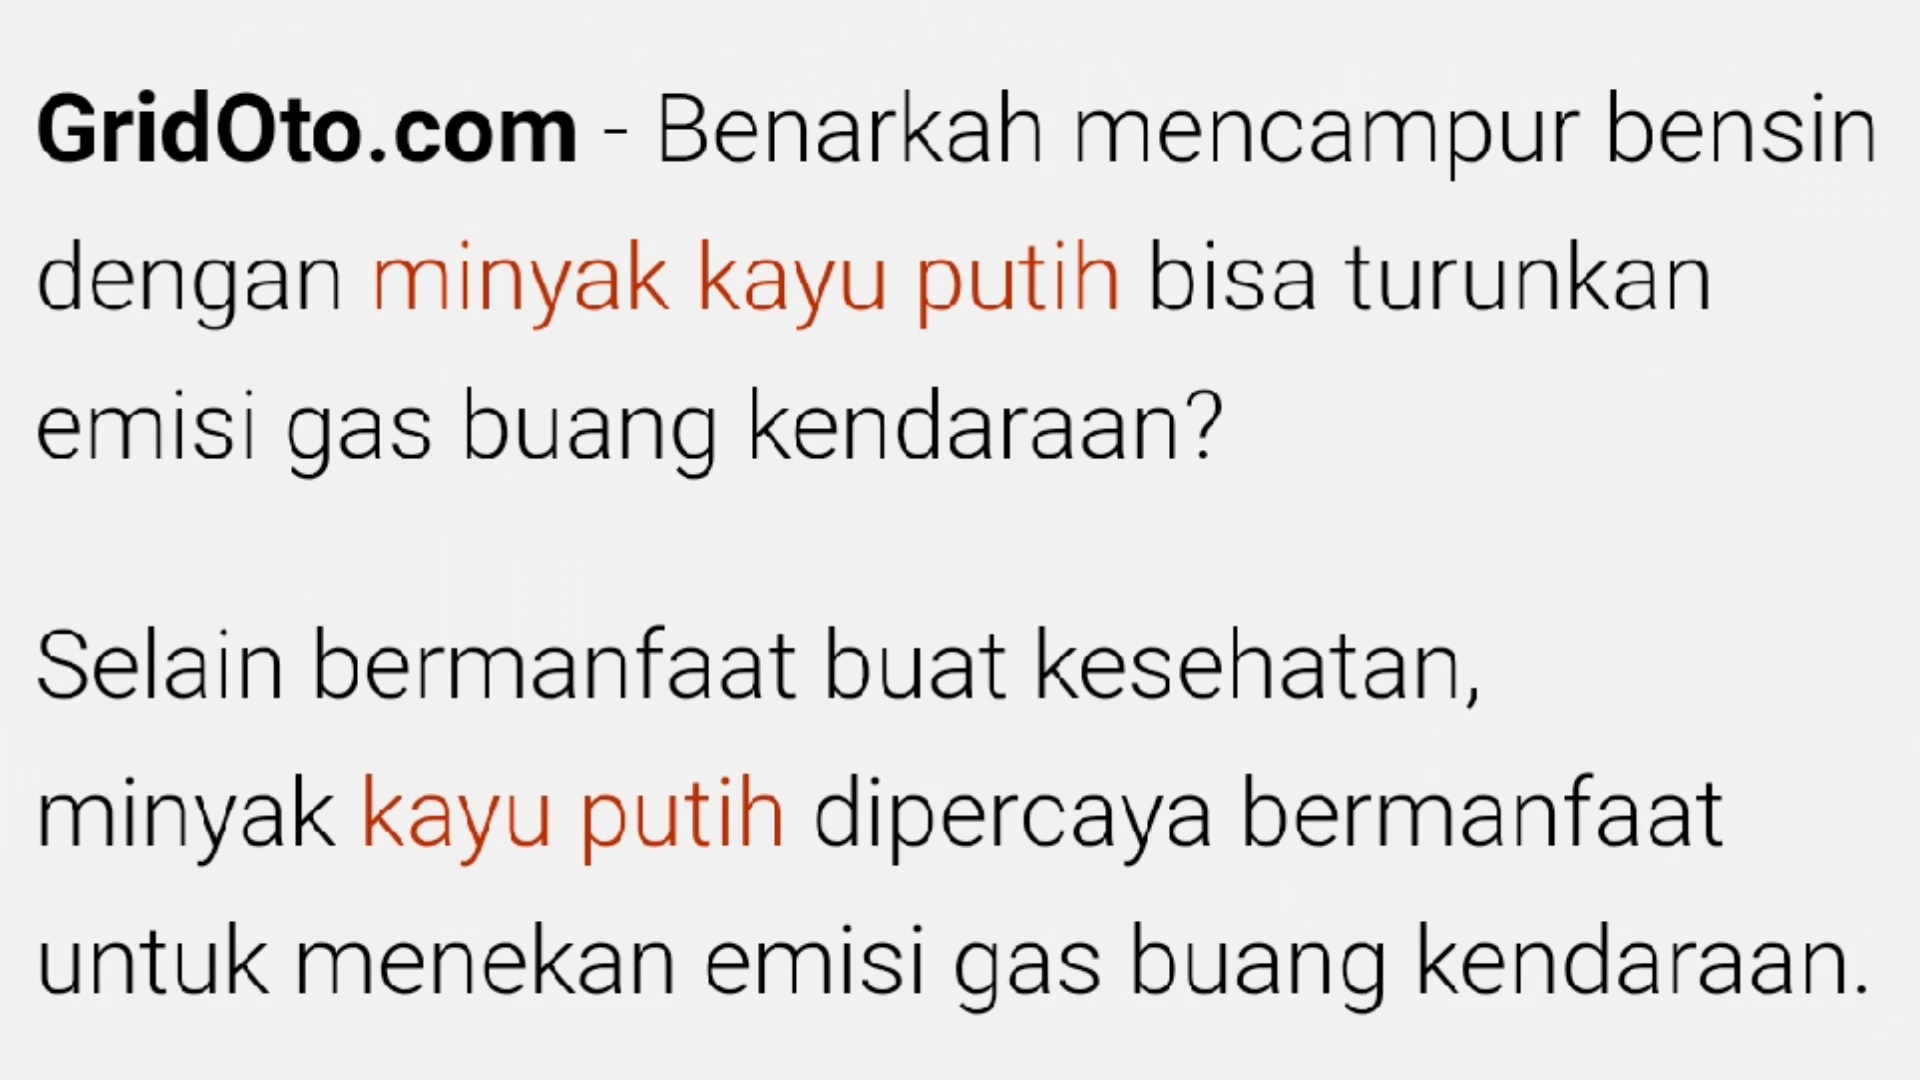 GridOto.com - Benarkah mencampur bensin
dengan minyak kayu putih bisa turunkan
emisi gas buang kendaraan?
Selain bermanfaat buat kesehatan,
minyak kayu putih dipercaya bermanfaat
untuk menekan emisi gas buang kendaraan.